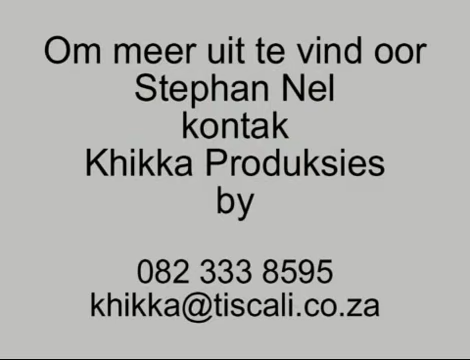 Om meer uit te vind oor
Stephan Nel
kontak
Khikka Produksies
by
082 333 8595
khikka@tiscali.co.za